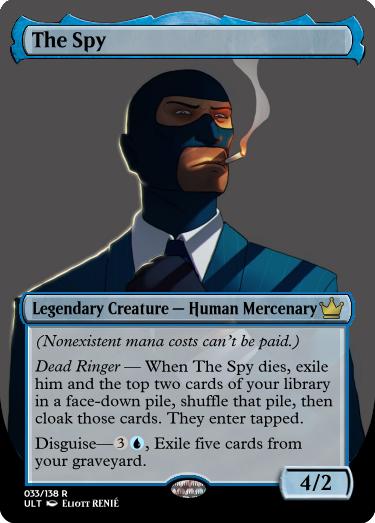 The Spy
Legendary Creature — Human Mercenary
(Nonexistent mana costs can't be paid.)
Dead Ringer — When The Spy dies, exile
him and the top two cards of your library
in a face-down pile, shuffle that pile, then
cloak those cards. They enter tapped.
Disguise—3, Exile five cards from
your graveyard.
4/2
033/138 R
ULT Eliott RENIÉ